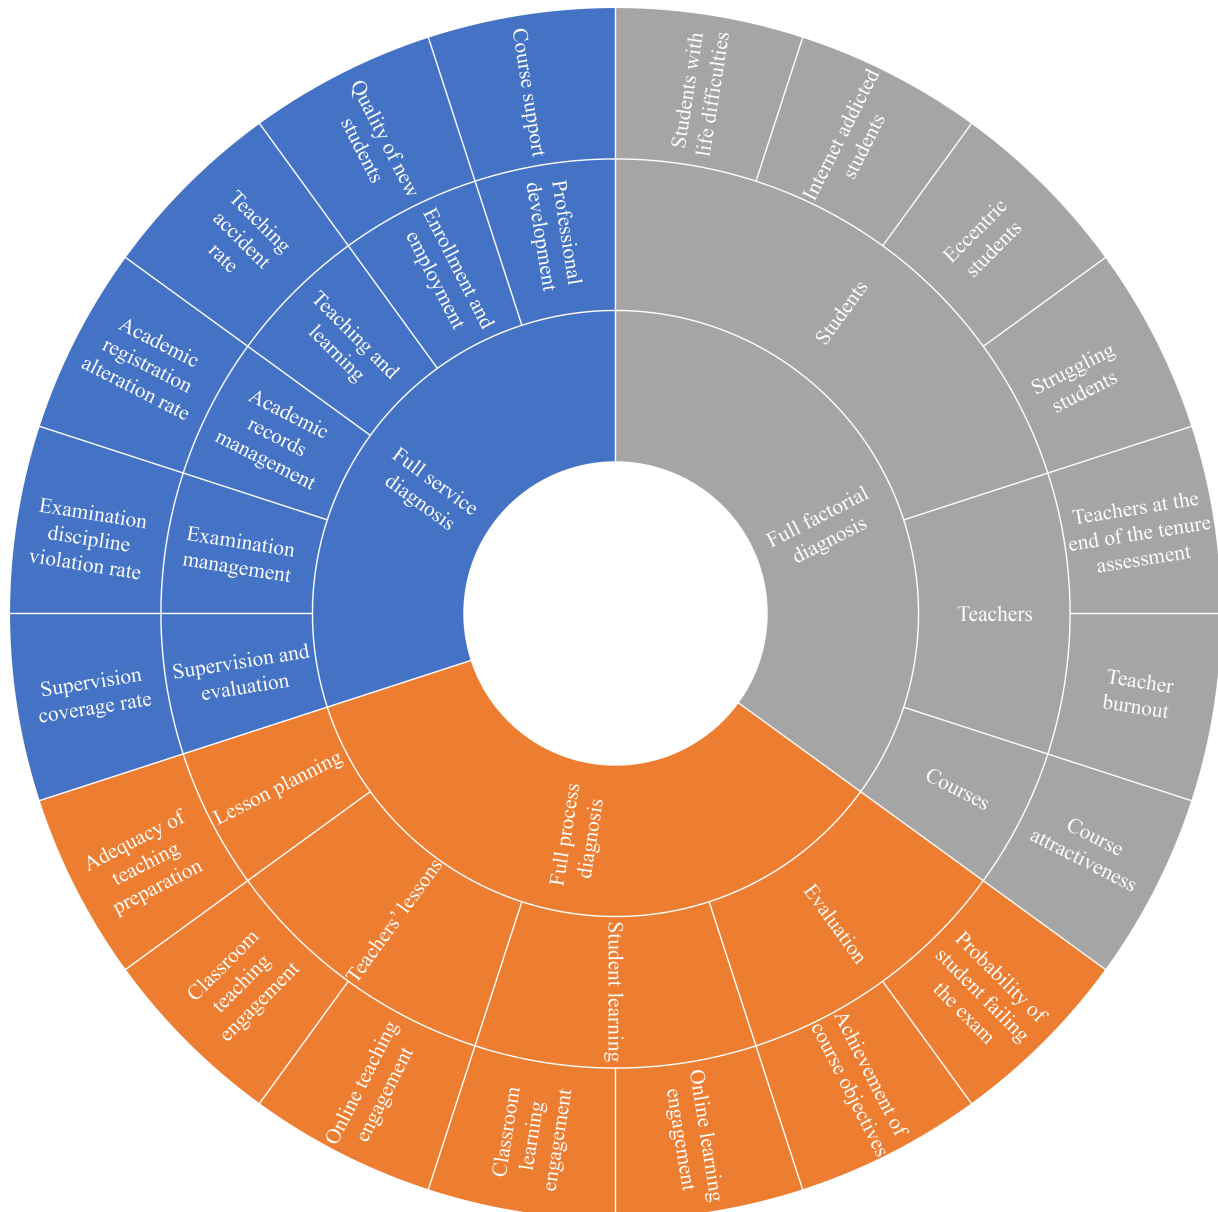 Full factorial
diagnosis
Students
Students with
life difficulties
Internet addicted
students
Eccentric
students
Struggling
students
Teachers
Teachers at the
end of the tenure
assessment
Teacher
burnout
Courses
Course
attractiveness
Full process
diagnosis
Evaluation
Probability of
student failing
the exam
Achievement of
course objectives
Student learning
Online learning
engagement
Classroom
learning
engagement
Teachers’ lessons
Online teaching
engagement
Classroom
teaching
engagement
Lesson planning
Adequacy of
teaching
preparation
Full service
diagnosis
Supervision and
evaluation
Supervision
coverage rate
Examination
management
Examination
discipline
violation rate
Academic
records
management
Academic
registration
alteration rate
Teaching and
learning
Teaching
accident
rate
Enrollment and
employment
Quality of new
students
Professional
development
Course support